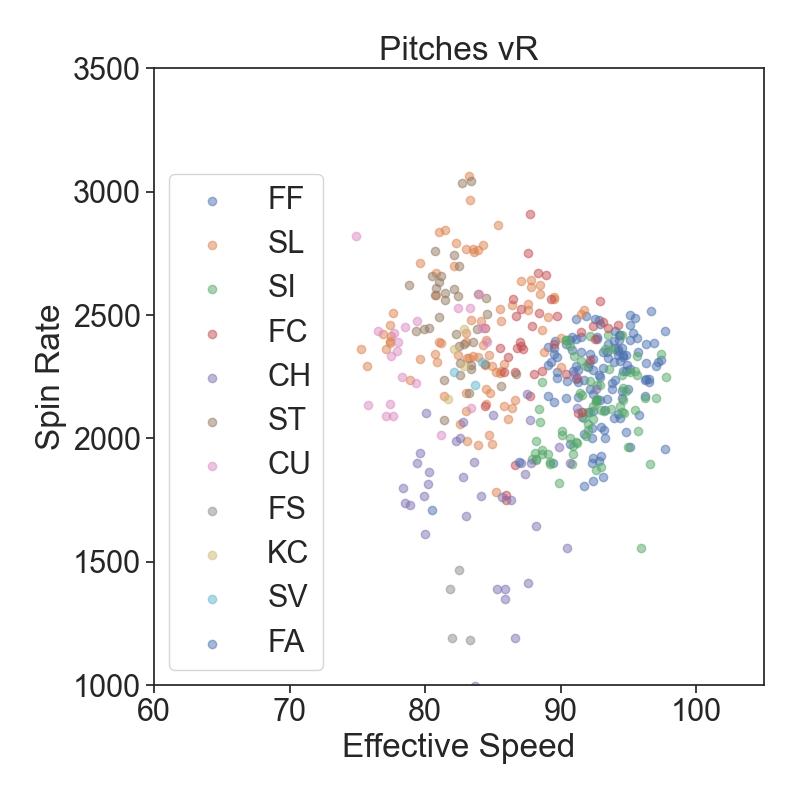 Pitches vR
3500
3000
2500
2000
1500
1000
Spin Rate
FF
SL
SI
FC
CH
ST
CU
FS
KC
SV
FA
60 70 80 90 100
Effective Speed